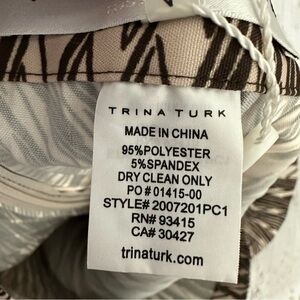 TRINA TURK
MADE IN CHINA
95%POLYESTER
5%SPANDEX
DRY CLEAN ONLY
PO # 01415-00
STYLE# 2007201PC1
RN# 93415
CA# 30427
trinaturk.com